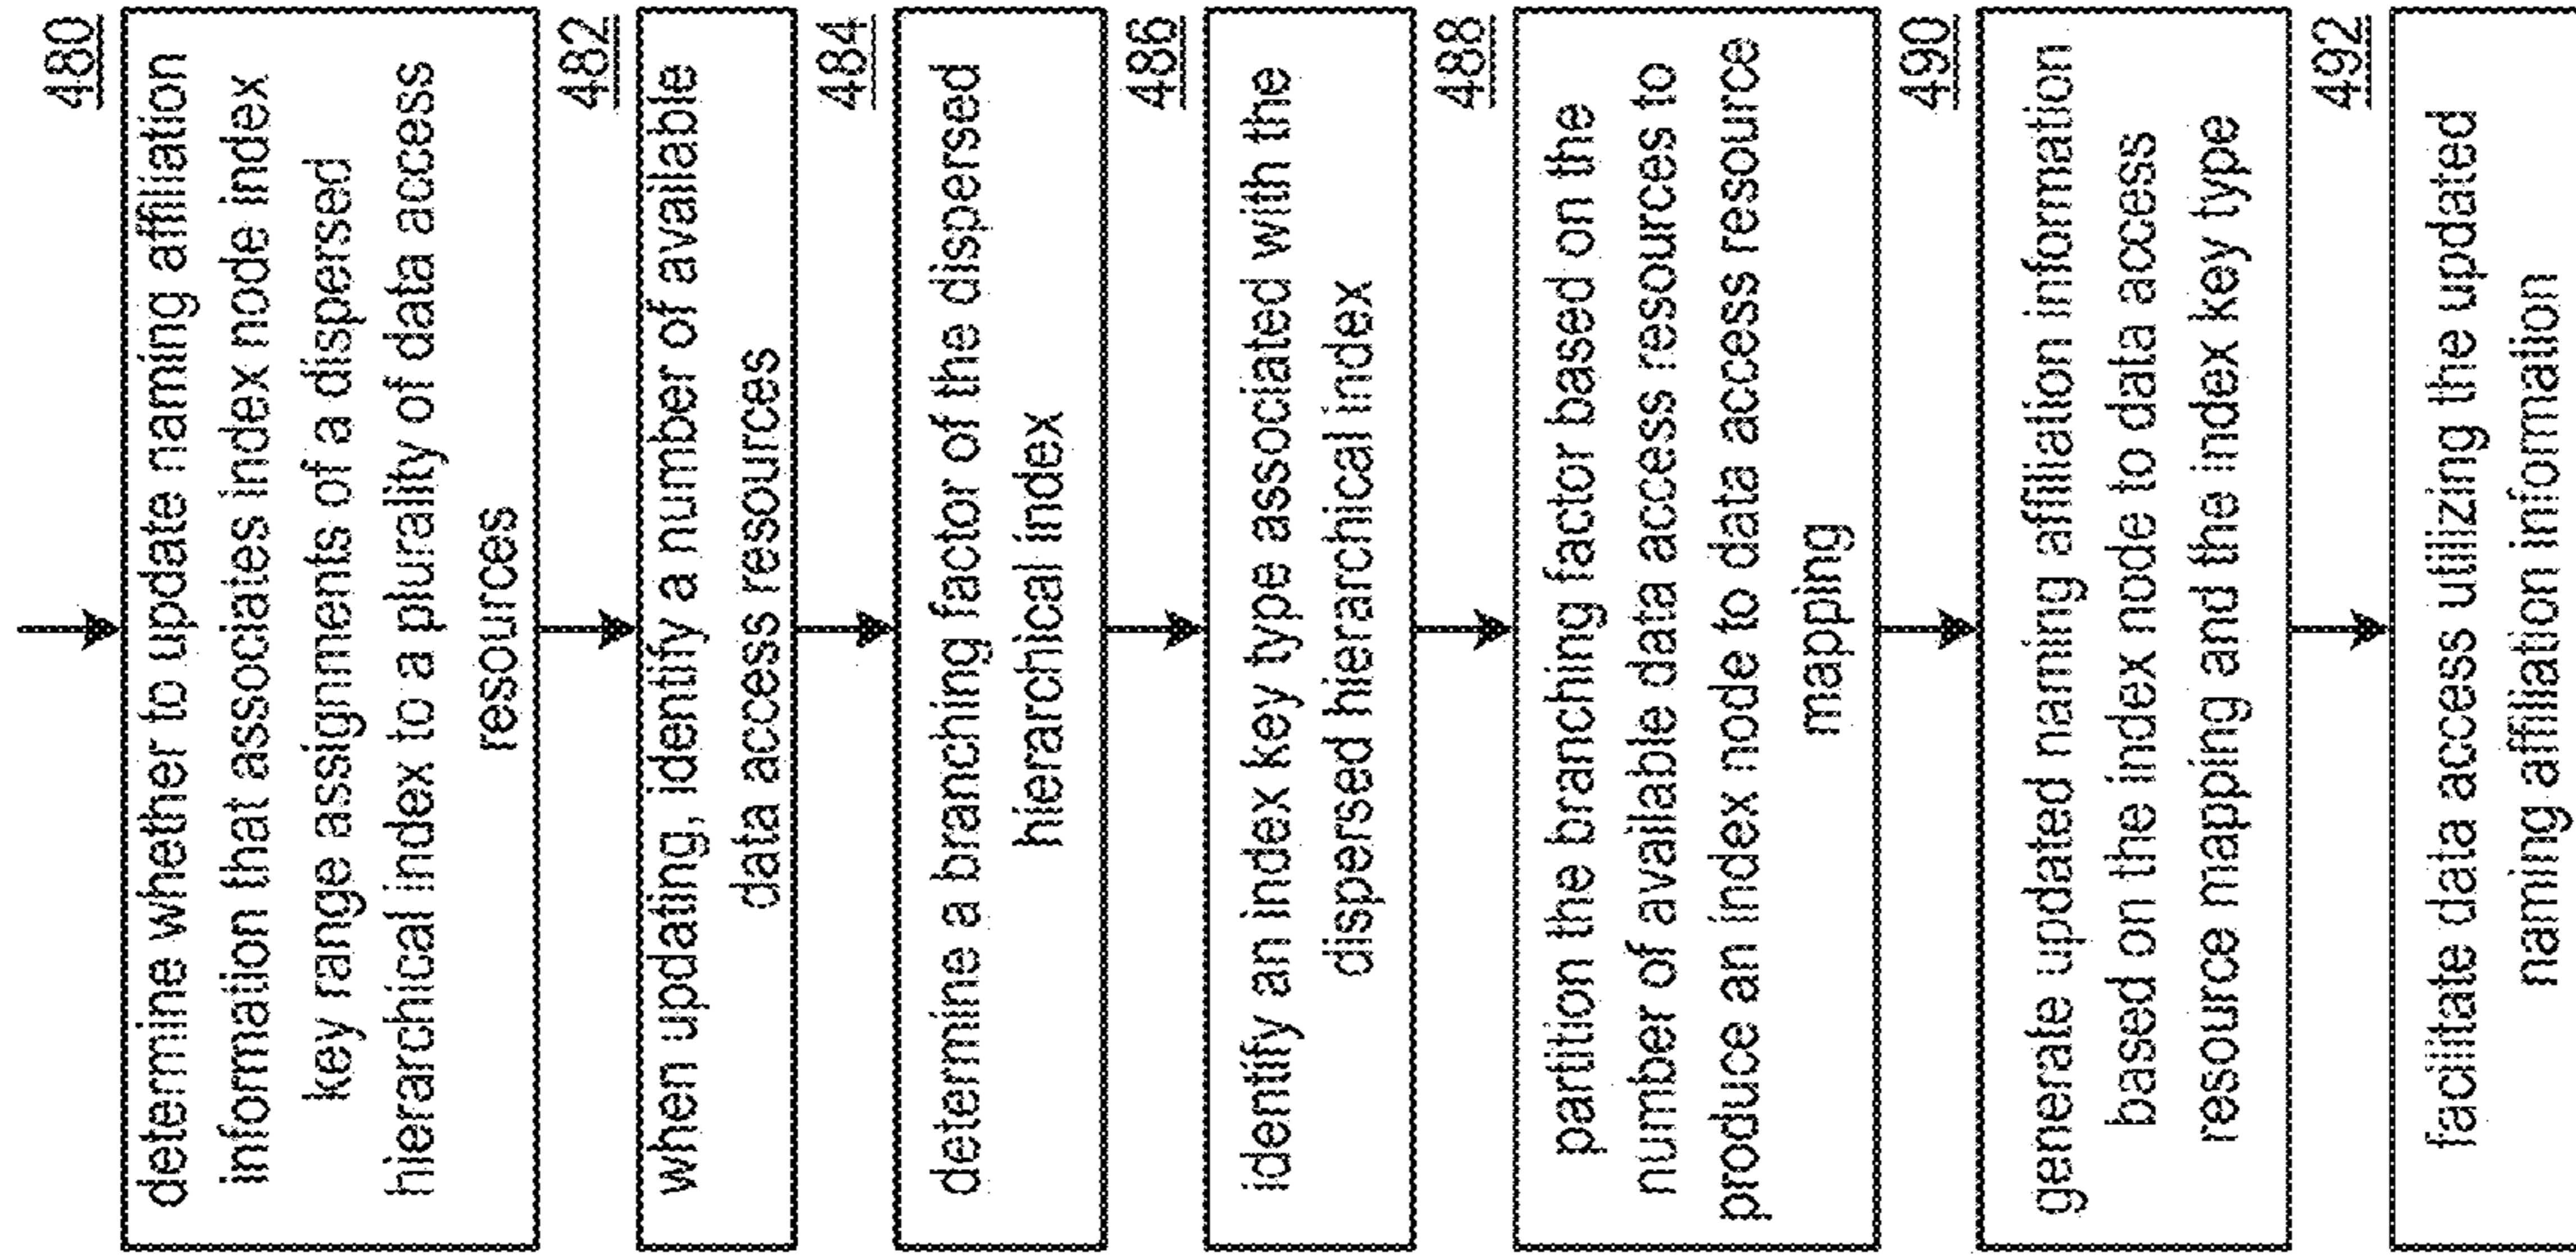 480
determine whether to update naming affiliation
information that associates index node index
key range assignments of a dispersed
hierarchical index to a plurality of data access
resources
482
when updating, identify a number of available
data access resources
484
determine a branching factor of the dispersed
hierarchical index
486
identify an index key type associated with the
dispersed hierarchical index
488
partition the branching factor based on the
number of available data access resources to
produce an index node to data access resource
mapping
490
generate updated naming affiliation information
based on the index node to data access
resource mapping and the index key type
492
facilitate data access utilizing the updated
naming affiliation information